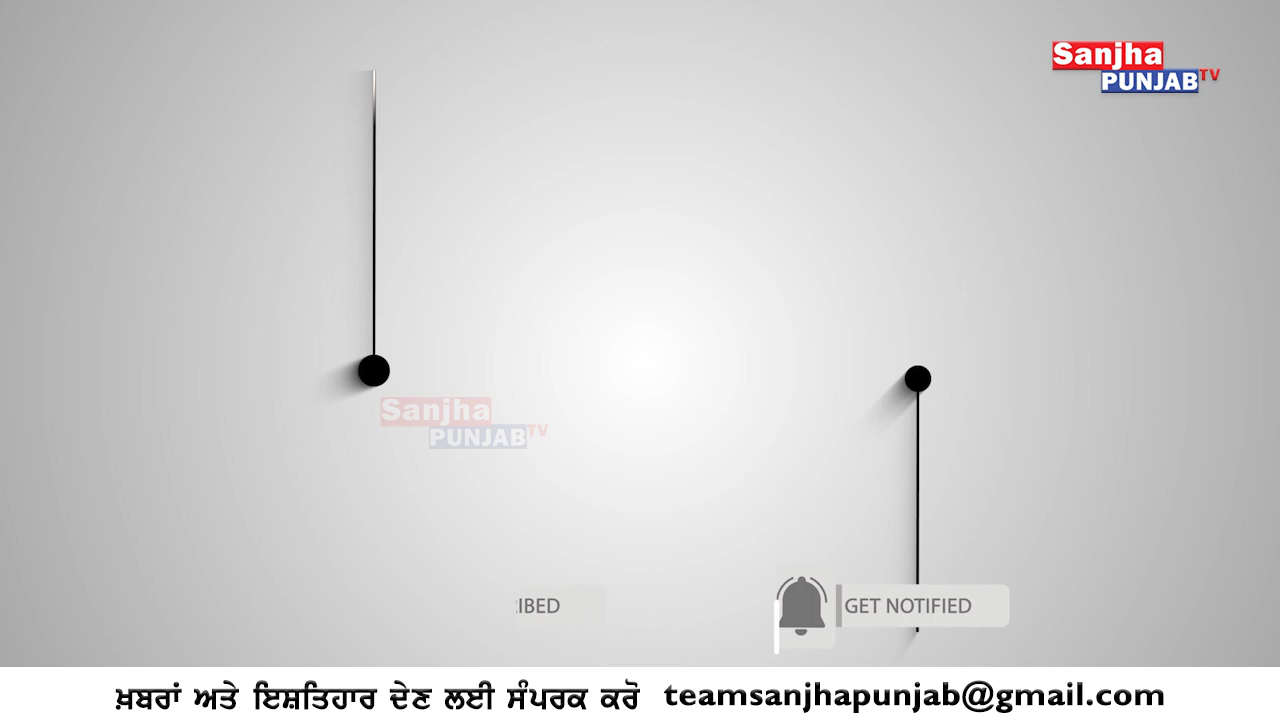 Sanjha
PUNJAB TV
Sanjha
PUNJAB TV
IBED
GET NOTIFIED
ਖ਼ਬਰਾਂ ਅਤੇ ਇਸ਼ਤਿਹਾਰ ਦੇਣ ਲਈ ਸੰਪਰਕ ਕਰੋ teamsanjhapunjab@gmail.com